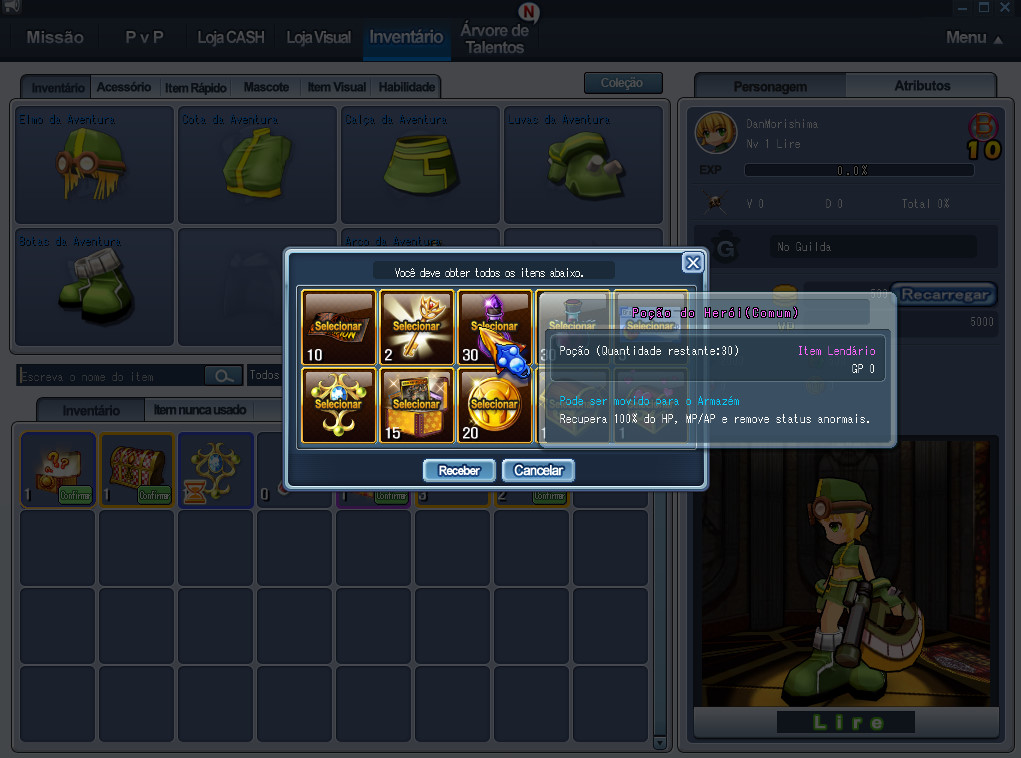 N
Missão
P v P
Loja CASH
Loja Visual
Inventário
Árvore de
Talentos
Menu
Inventário
Acessório
Item Rápido
Mascote
Item Visual
Habilidade
Coleção
Personagem
Atributos
Elmo da Aventura
Cota da Aventura
Calça da Aventura
Luvas da Aventura
DanMorishima
Nv 1 Lire
B
10
EXP
0.0%
V 0
D 0
Total 0%
Botas da Aventura
Arco da Aventura
G
No Guilda
Você deve obter todos os itens abaixo.
Recarregar
VP
5000
Selecionar
10
Selecionar
2
Selecionar
30
Selecionar
30
Selecionar
Poção do Herói(Comum)
Poção (Quantidade restante:30)
Item Lendário
GP 0
Pode ser movido para o Armazém
Recupera 100% do HP, MP/AP e remove status anormais.
Escreva o nome do item
Todos
Selecionar
Selecionar
15
Selecionar
20
1
1
Inventário
Item nunca usado
Receber
Cancelar
1
Confirma
1
Confirma
0
1
Confirma
3
2
Confirma
Lire